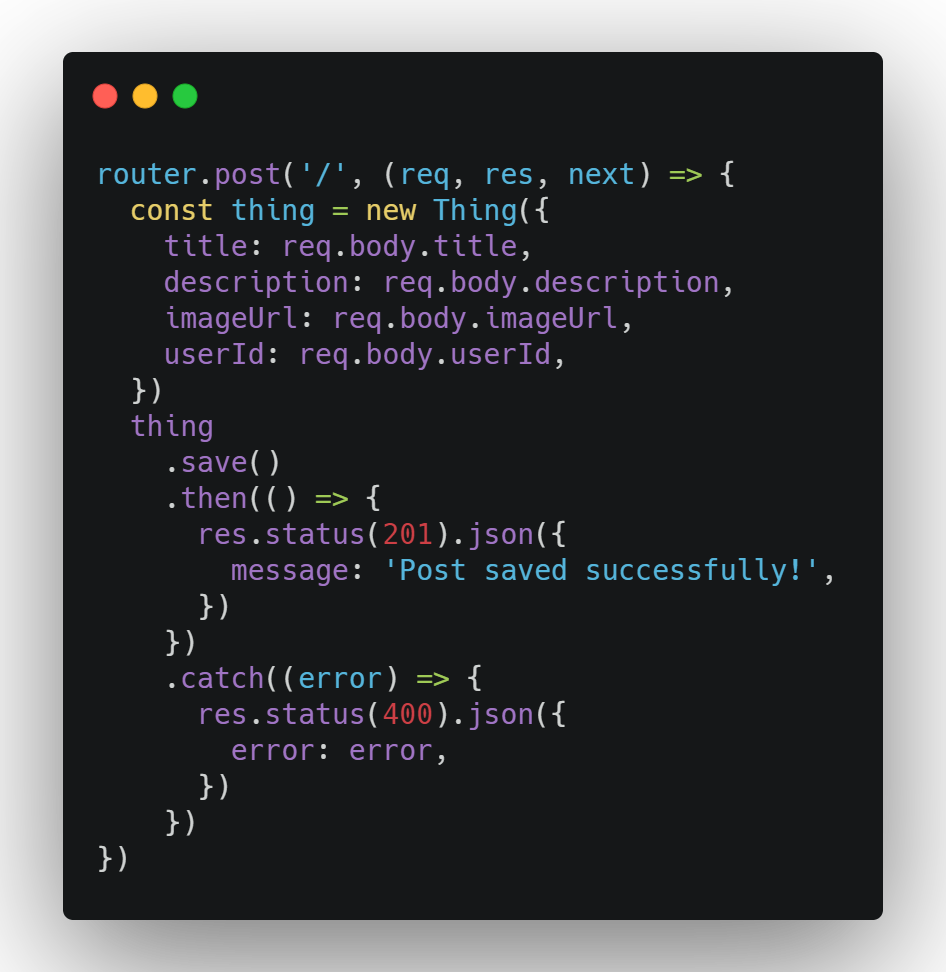 router.post('/', (req, res, next) => {
  const thing = new Thing({
    title: req.body.title,
    description: req.body.description,
    imageUrl: req.body.imageUrl,
    userId: req.body.userId,
  })
  thing
    .save()
    .then(() => {
      res.status(201).json({
        message: 'Post saved successfully!',
      })
    })
    .catch((error) => {
      res.status(400).json({
        error: error,
      })
    })
})